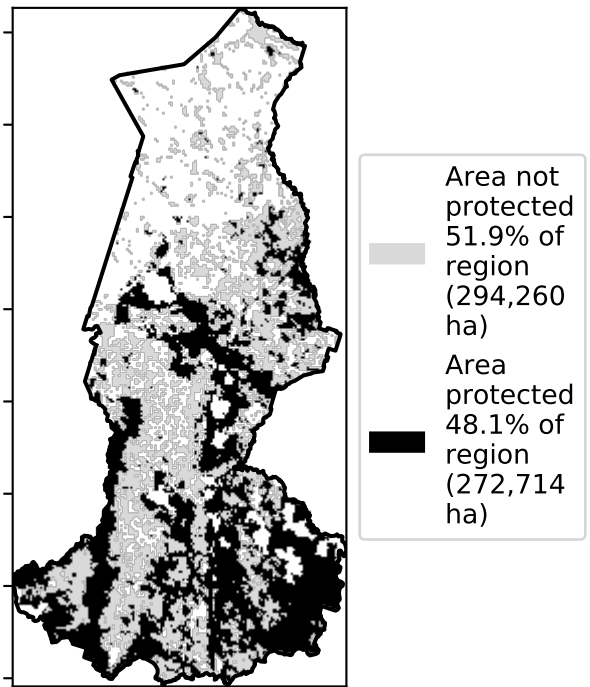 Area not
protected
51.9% of
region
(294,260
ha)
Area
protected
48.1% of
region
(272,714
ha)